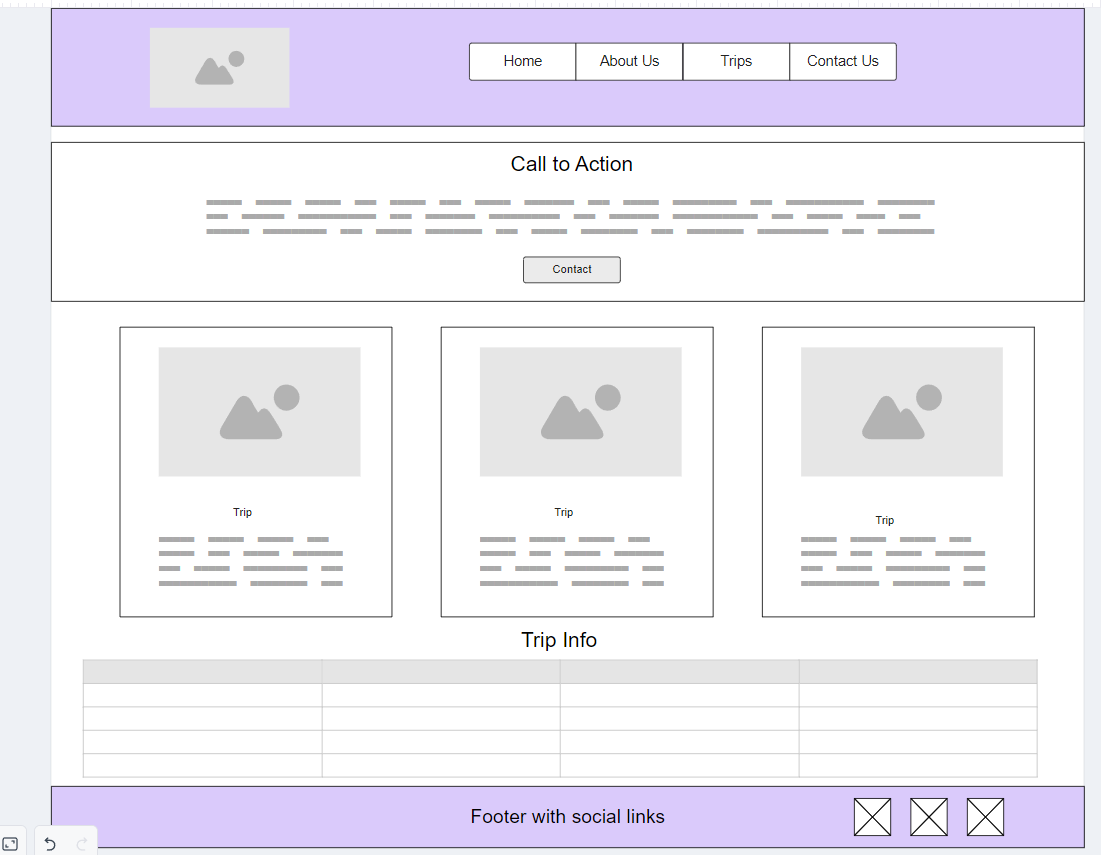 Home About Us Trips Contact Us
Call to Action
Contact
Trip Trip Trip
Trip Info
Footer with social links